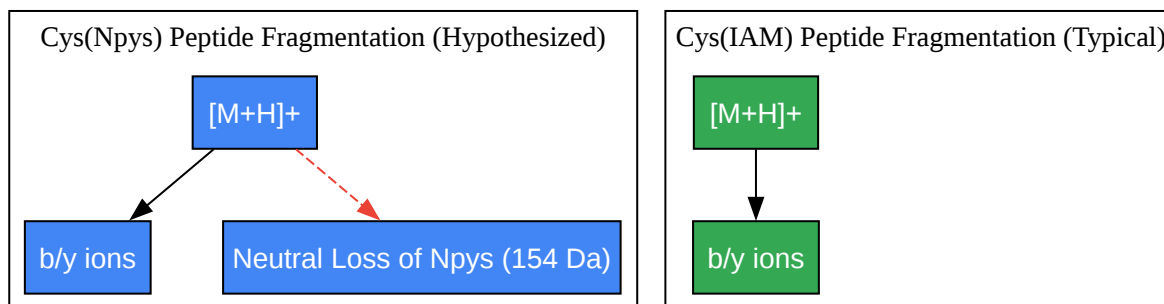 Cys(Npys) Peptide Fragmentation (Hypothesized)
[M+H]+
b/y ions
Neutral Loss of Npys (154 Da)
Cys(IAM) Peptide Fragmentation (Typical)
[M+H]+
b/y ions